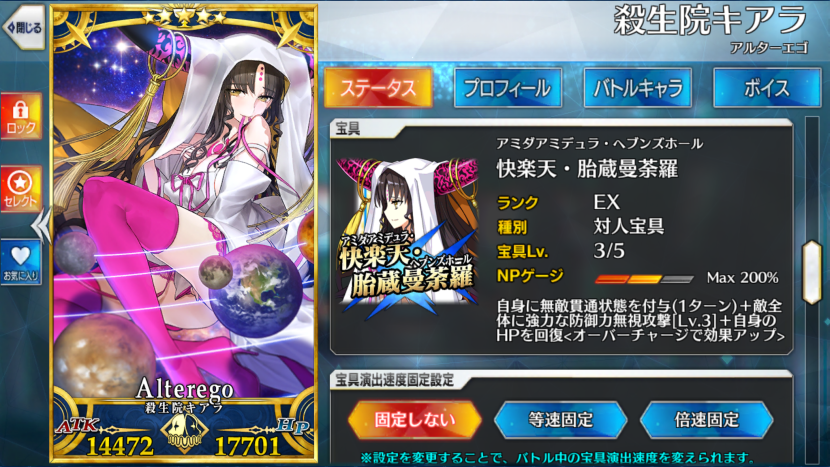 閉じる
殺生院キアラ
アルターエゴ
ステータス
プロフィール
バトルキャラ
ボイス
ロック
セレクト
お気に入り
Alterego
殺生院キアラ
ATK
14472
17701
HP
宝具
アミダアミデュラ・ヘブンズホール
快楽天・胎蔵曼荼羅
アミダアミデュラ・
快楽天・ヘブンズホール
胎蔵曼荼羅
ランク EX
種別 対人宝具
宝具Lv. 3/5
NPゲージ Max 200%
自身に無敵貫通状態を付与(1ターン)+敵全
体に強力な防御力無視攻撃[Lv.3]+自身の
HPを回復<オーバーチャージで効果アップ>
宝具演出速度固定設定
固定しない
等速固定
倍速固定
※設定を変更することで、バトル中の宝具演出速度を変えられます。